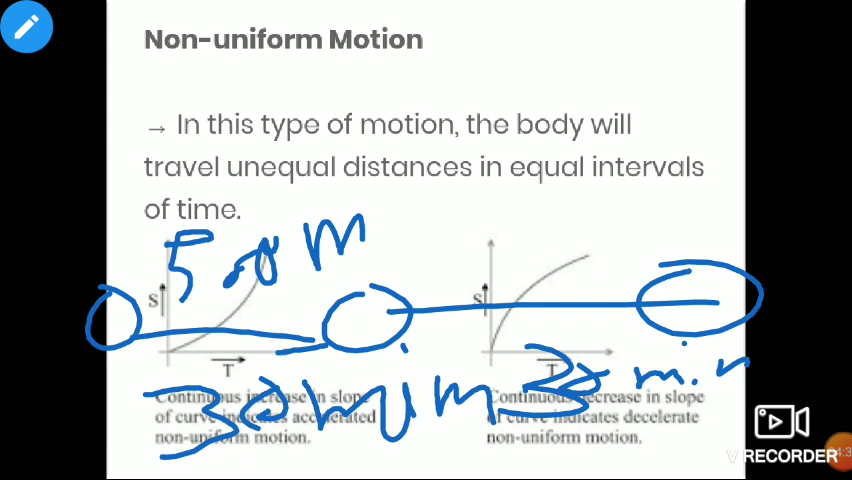 Non-uniform Motion
→ In this type of motion, the body will
travel unequal distances in equal intervals
of time.
S
T
Continuous increase in slope
of curve indicates accelerated
non-uniform motion.
S
T
Continuous decrease in slope
of curve indicates decelerate
non-uniform motion.
30 min
30 min
V RECORDER